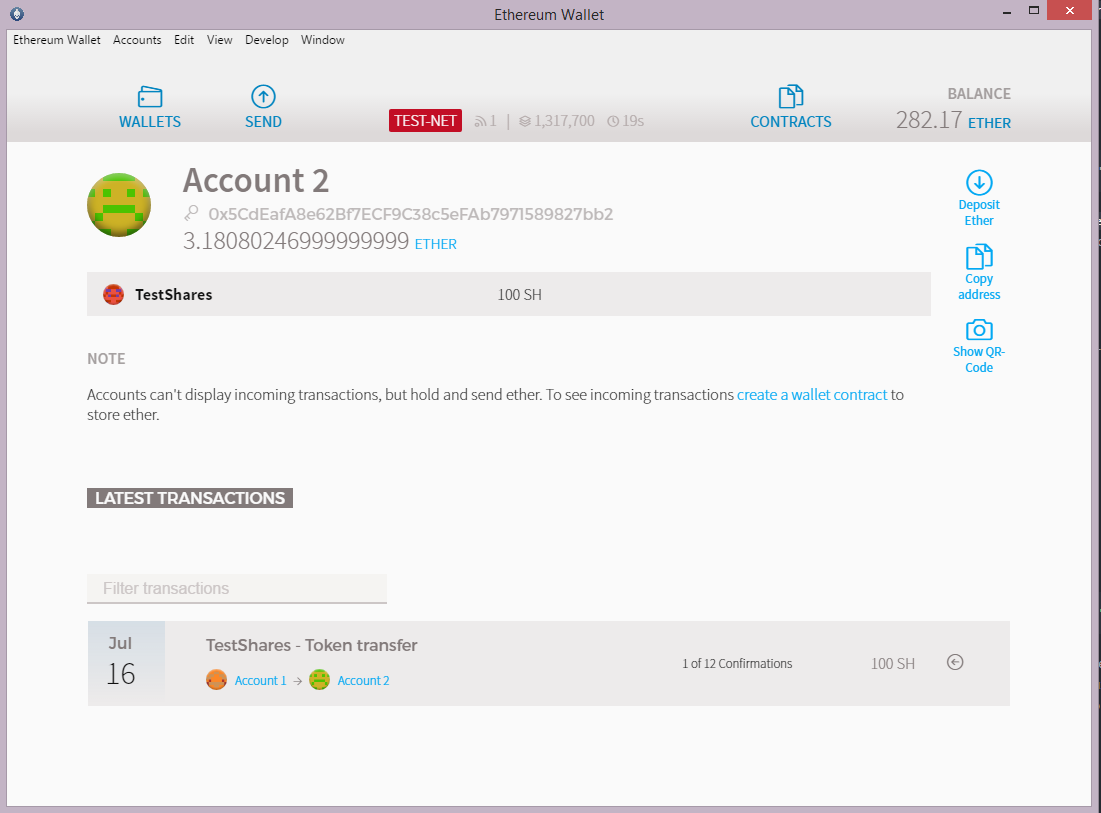 Ethereum Wallet
Ethereum Wallet Accounts Edit View Develop Window
WALLETS
SEND
TEST-NET 1 | 1,317,700 19s
CONTRACTS
BALANCE
282.17 ETHER
Account 2
0x5CdEafA8e62Bf7ECF9C38c5eFAb7971589827bb2
3.18080246999999999 ETHER
Deposit
Ether
Copy
address
Show QR-
Code
TestShares 100 SH
NOTE
Accounts can't display incoming transactions, but hold and send ether. To see incoming transactions create a wallet contract to
store ether.
LATEST TRANSACTIONS
Filter transactions
Jul
16
TestShares - Token transfer
Account 1 → Account 2
1 of 12 Confirmations
100 SH